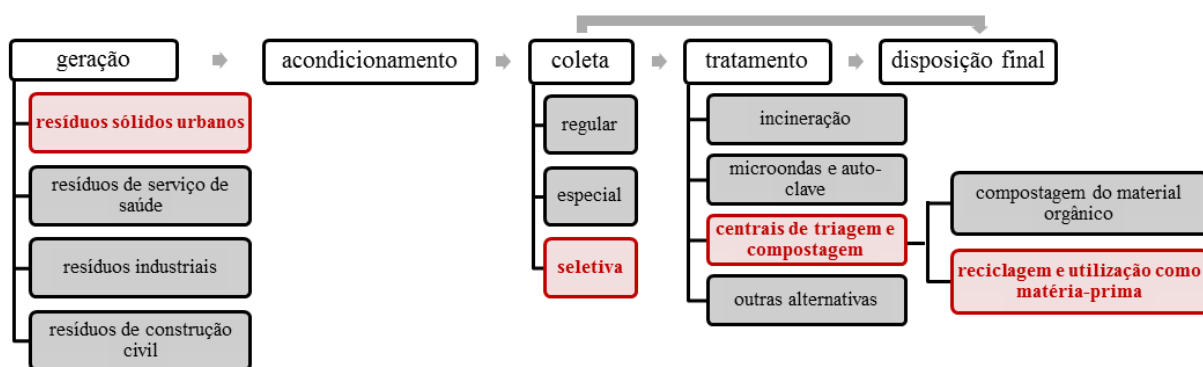 geração
acondicionamento
coleta
tratamento
disposição final
resíduos sólidos urbanos
resíduos de serviço de
saúde
resíduos industriais
resíduos de construção
civil
regular
especial
seletiva
incineração
microondas e auto-
clave
centrais de triagem e
compostagem
outras alternativas
compostagem do material
orgânico
reciclagem e utilização como
matéria-prima